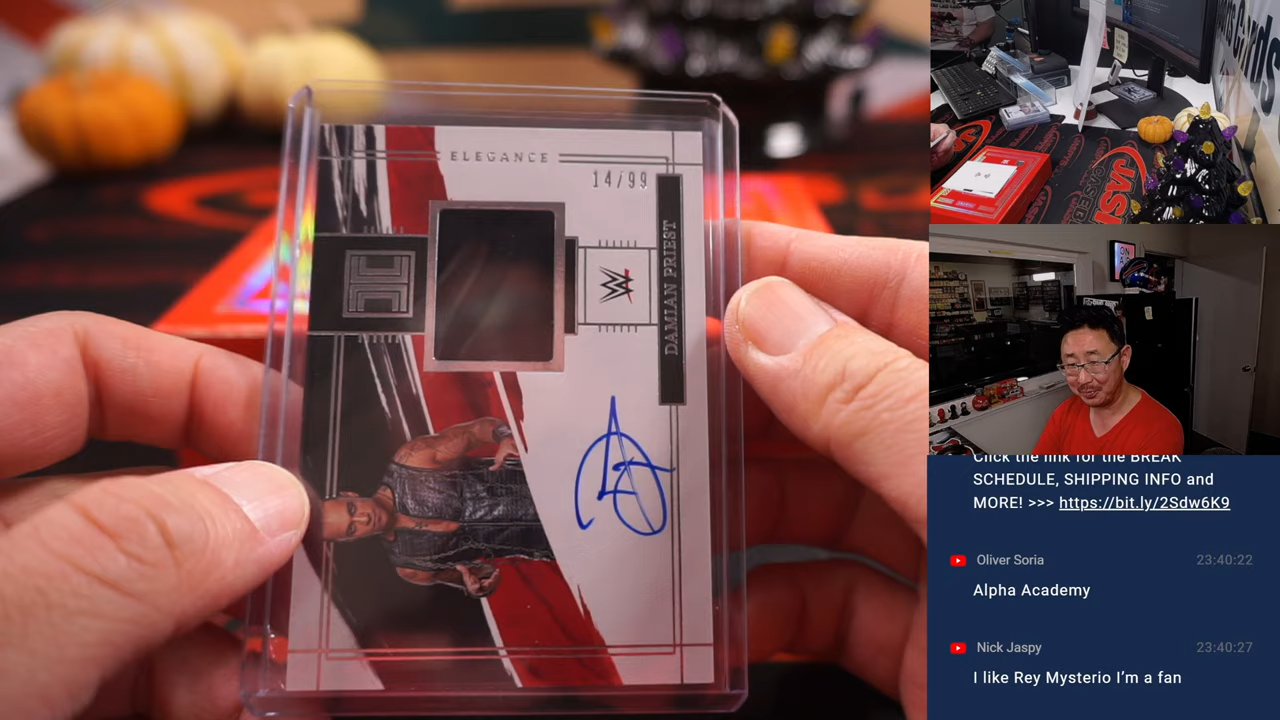 ELEGANCE
14/99
DAMIAN PRIEST
W
Click the link for the BREAK
SCHEDULE, SHIPPING INFO and
MORE! >>> https://bit.ly/2Sdw6K9
Oliver Soria
23:40:22
Alpha Academy
Nick Jaspy
23:40:27
I like Rey Mysterio I’m a fan